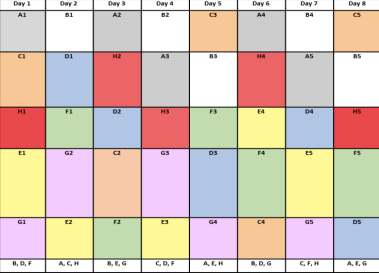 Day 1 Day 2 Day 3 Day 4 Day 5 Day 6 Day 7 Day 8
A1 B1 A2 B2 C3 A4 B4 C5
C1 D1 H2 A3 B3 H4 A5 B5
H1 F1 D2 H3 F3 E4 D4 H5
E1 G2 C2 G3 D3 F4 E5 F5
G1 E2 F2 E3 G4 C4 G5 D5
B, D, F A, C, H B, E, G C, D, F A, E, H B, D, G C, F, H A, E, G